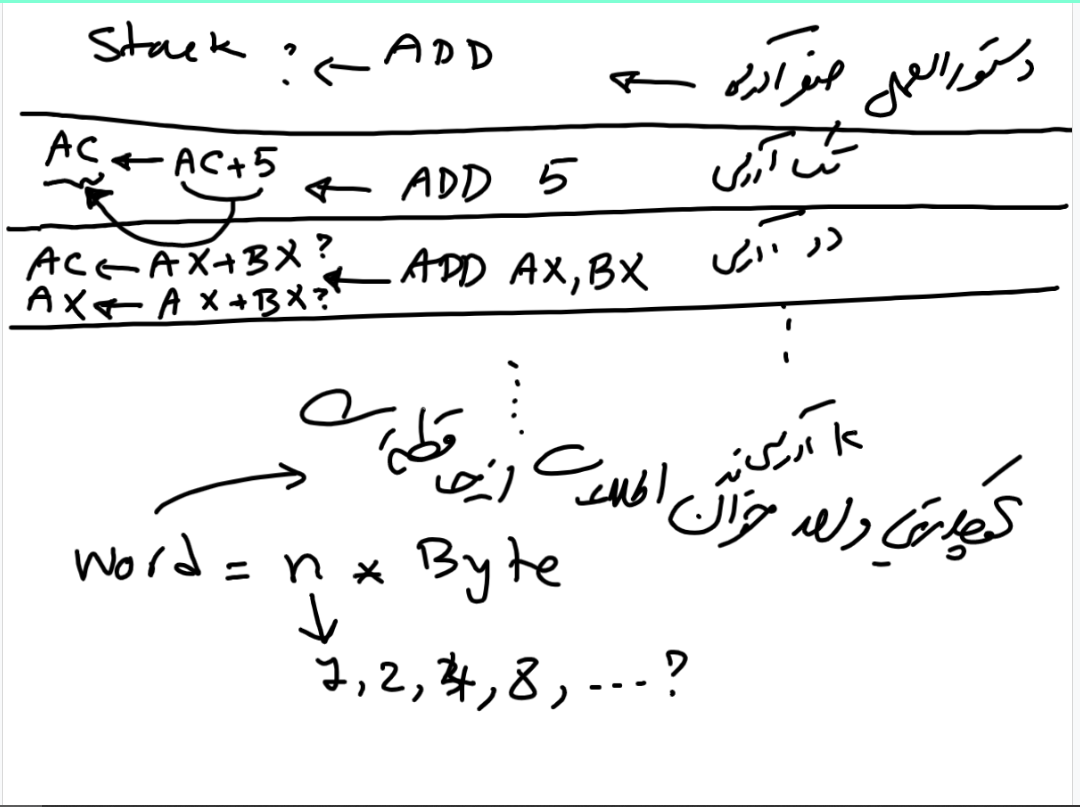 دستورالعمل صفر آدرسه ← ADD ← Stack ?
تک آدرسی ADD 5 ← AC ← AC+5
دو آدرسی ADD AX, BX ← AC ← AX+BX ?
AX ← AX+BX ?
k آدرسی
کوچکترین واحد خواندن اطلاعات از حافظه
Word = n * Byte
1, 2, 4, 8, ... ?